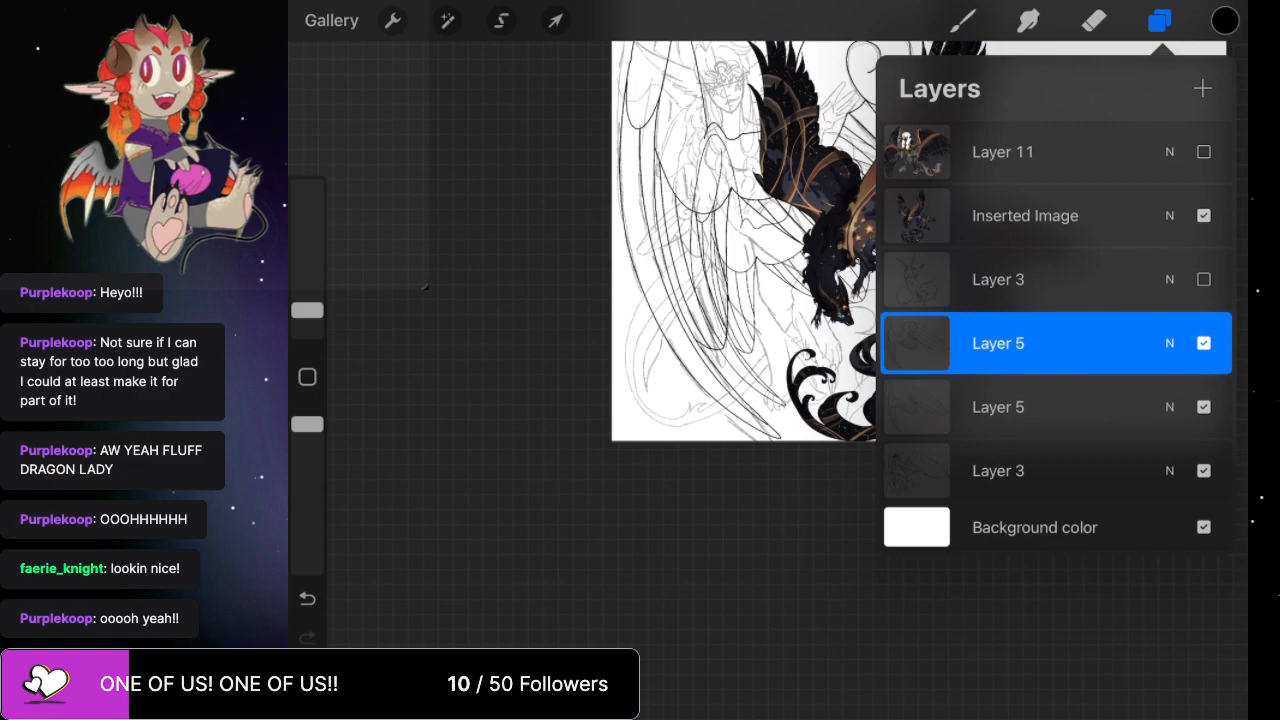 Gallery
Layers
Layer 11 N
Inserted Image N
Layer 3 N
Layer 5 N
Layer 5 N
Layer 3 N
Background color
Purplekoop: Heyo!!!
Purplekoop: Not sure if I can
stay for too too long but glad
I could at least make it for
part of it!
Purplekoop: AW YEAH FLUFF
DRAGON LADY
Purplekoop: OOOHHHHHH
faerie_knight: lookin nice!
Purplekoop: ooooh yeah!!
ONE OF US! ONE OF US!! 10 / 50 Followers